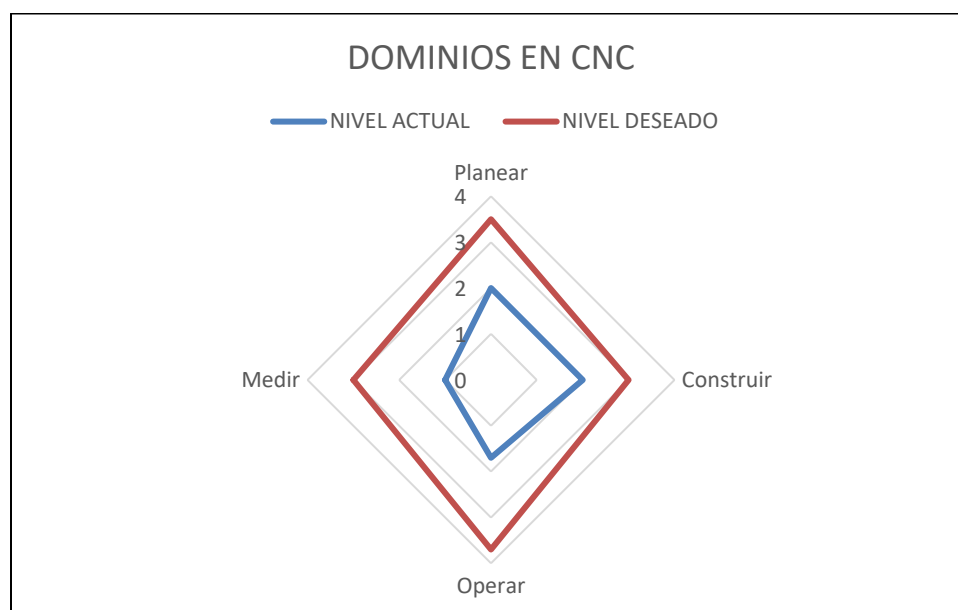 DOMINIOS EN CNC
NIVEL ACTUAL NIVEL DESEADO
Planear
4
3
2
1
Medir 0 Construir
Operar